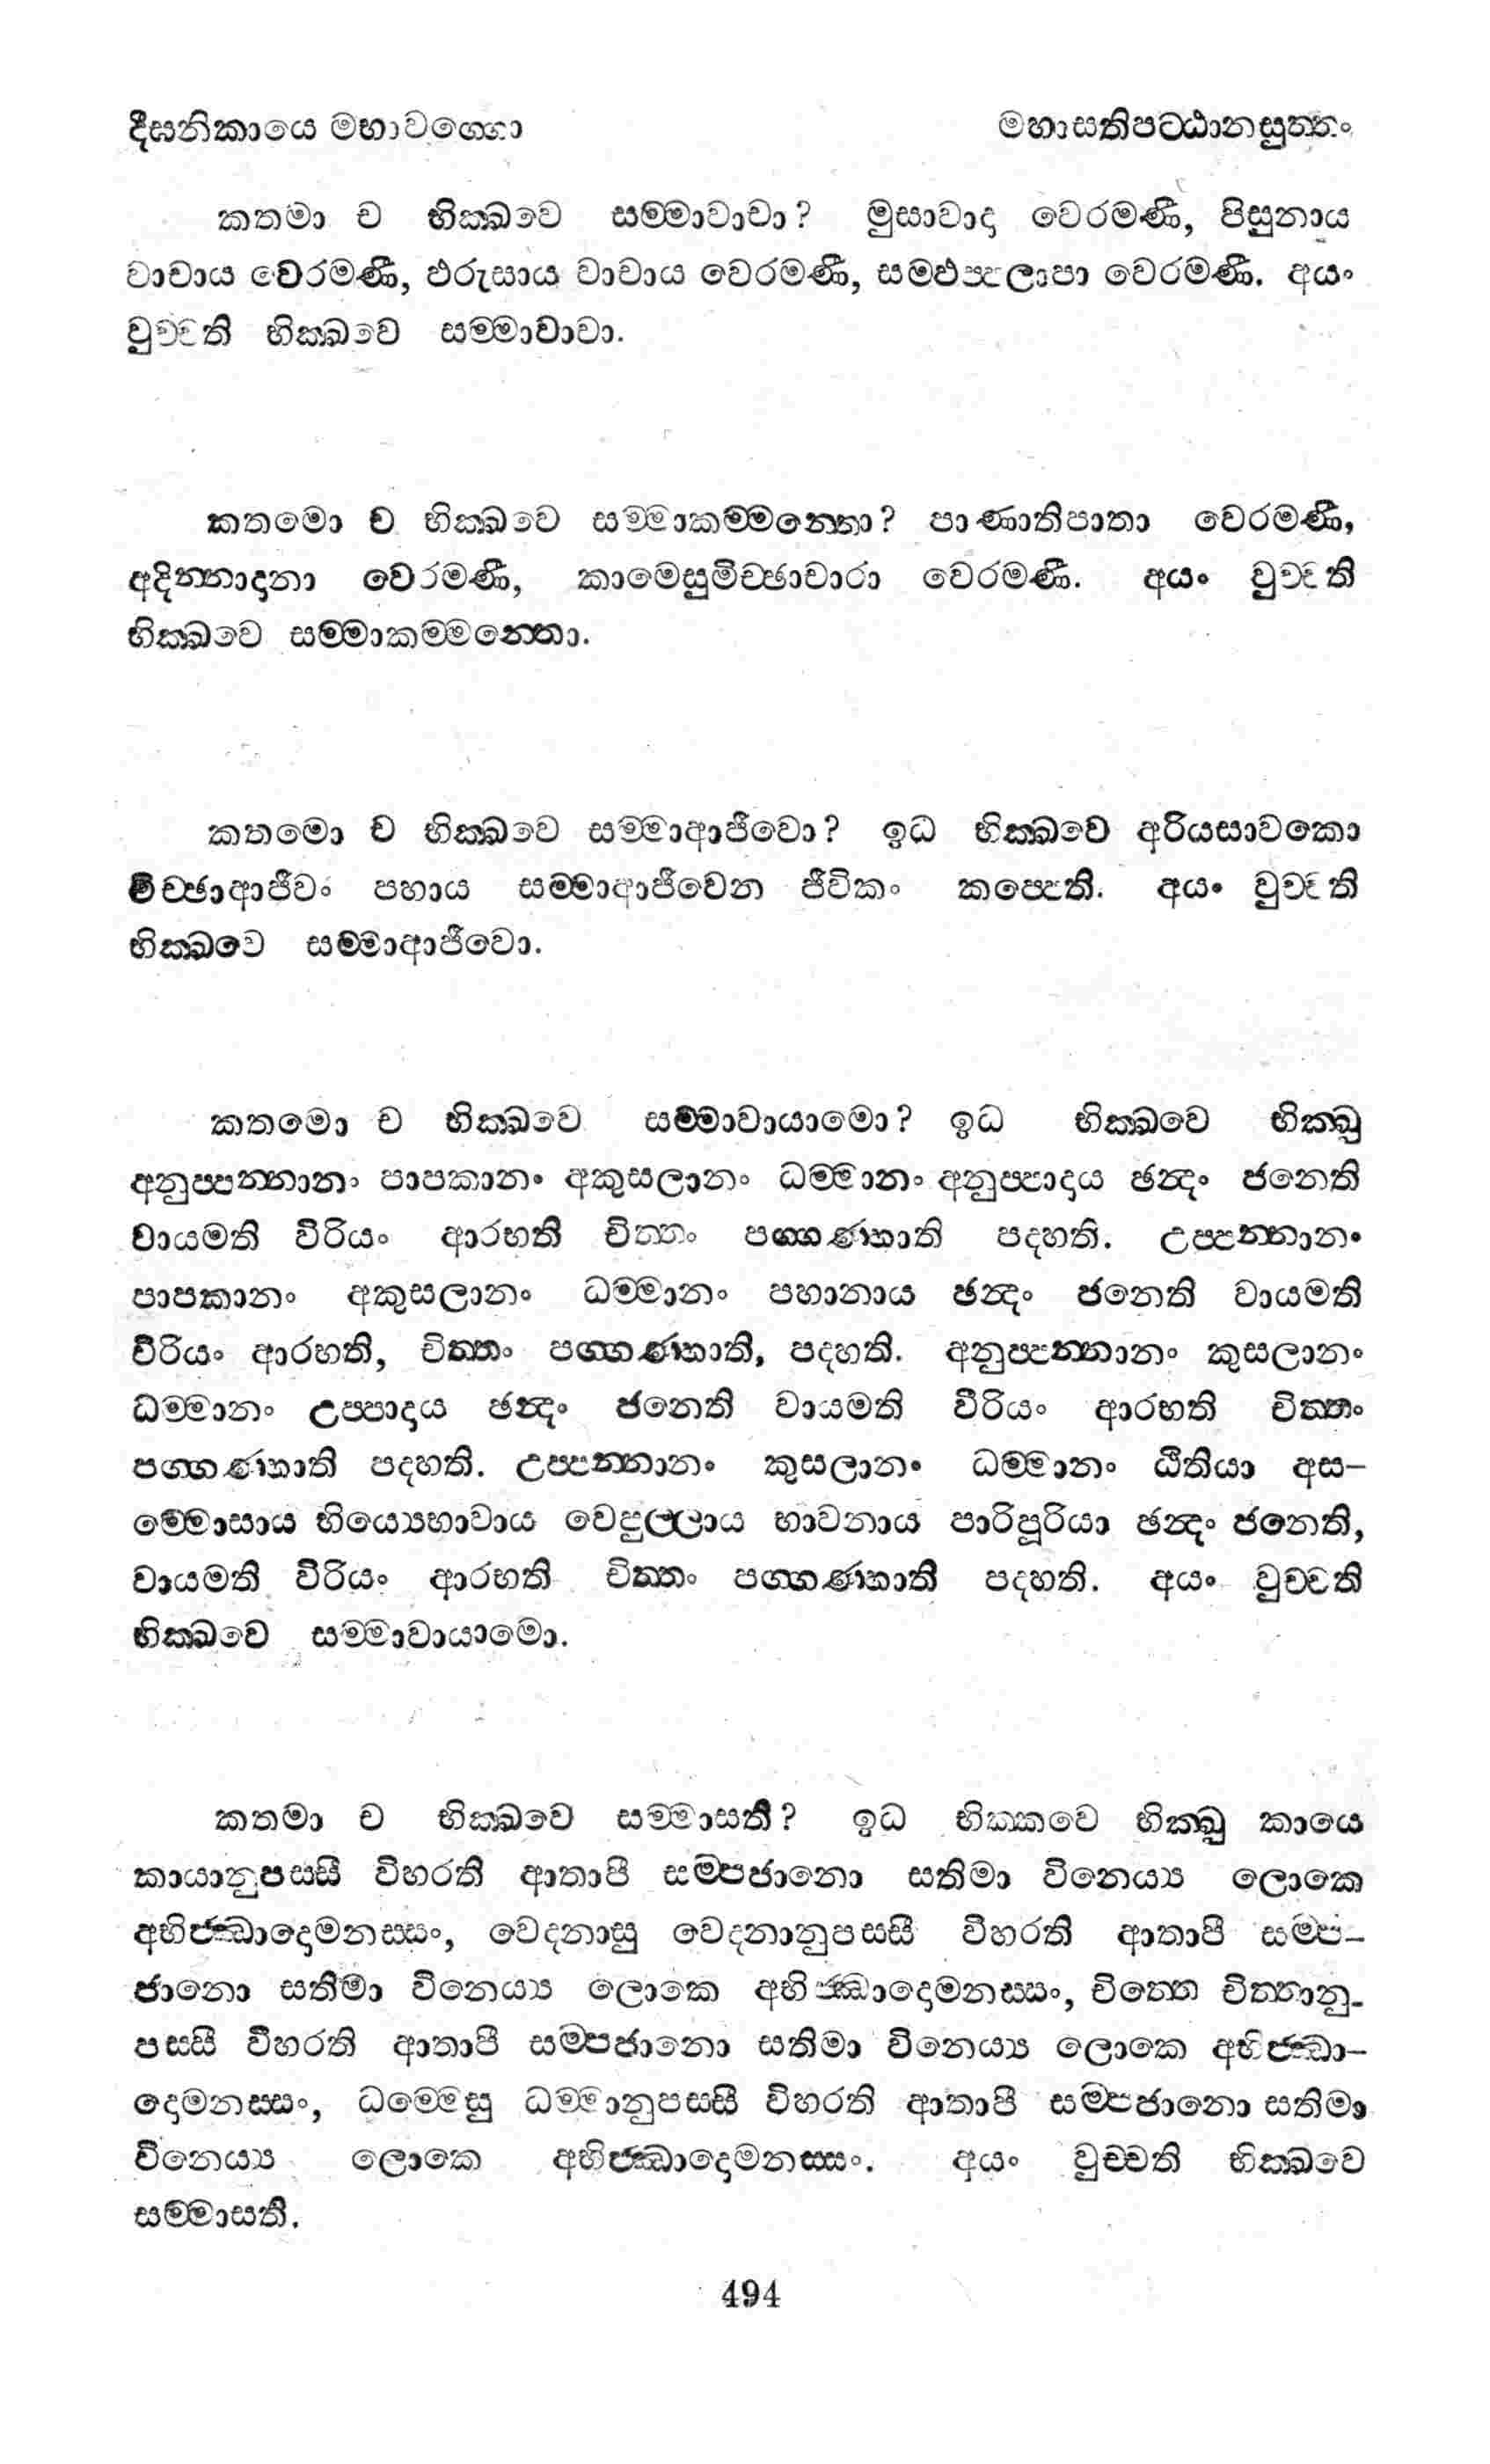 දීඝනිකායෙ මහාවග්ගො මහාසතිපට්ඨානසුත්තං
කතමා ච භික්ඛවෙ සම්මාවාචා? මුසාවාදා වෙරමණී, පිසුනාය
වාචාය වෙරමණී, ඵරුසාය වාචාය වෙරමණී, සම්ඵප්පලාපා වෙරමණී. අයං
වුච්චති භික්ඛවෙ සම්මාවාචා.
කතමො ච භික්ඛවෙ සම්මාකම්මන්තො? පාණාතිපාතා වෙරමණී,
අදින්නාදානා වෙරමණී, කාමෙසුමිච්ඡාචාරා වෙරමණී. අයං වුච්චති
භික්ඛවෙ සම්මාකම්මන්තො.
කතමො ච භික්ඛවෙ සම්මාආජීවො? ඉධ භික්ඛවෙ අරියසාවකො
මිච්ඡාආජීවං පහාය සම්මාආජීවෙන ජීවිකං කප්පෙති. අයං වුච්චති
භික්ඛවෙ සම්මාආජීවො.
කතමො ච භික්ඛවෙ සම්මාවායාමො? ඉධ භික්ඛවෙ භික්ඛු
අනුප්පන්නානං පාපකානං අකුසලානං ධම්මානං අනුප්පාදාය ඡන්දං ජනෙති
වායමති විරියං ආරභති චිත්තං පග්ගණ්හාති පදහති. උප්පන්නානං
පාපකානං අකුසලානං ධම්මානං පහානාය ඡන්දං ජනෙති වායමති
විරියං ආරභති, චිත්තං පග්ගණ්හාති, පදහති. අනුප්පන්නානං කුසලානං
ධම්මානං උප්පාදාය ඡන්දං ජනෙති වායමති වීරියං ආරභති චිත්තං
පග්ගණ්හාති පදහති. උප්පන්නානං කුසලානං ධම්මානං ඨිතියා අස-
ම්මොසාය භිය්යොභාවාය වෙපුල්ලාය භාවනාය පාරිපූරියා ඡන්දං ජනෙති,
වායමති විරියං ආරභති චිත්තං පග්ගණ්හාති පදහති. අයං වුච්චති
භික්ඛවෙ සම්මාවායාමො.
කතමා ච භික්ඛවෙ සම්මාසති? ඉධ භික්කවෙ භික්ඛු කායෙ
කායානුපස්සී විහරති ආතාපී සම්පජානො සතිමා විනෙය්ය ලොකෙ
අභිජ්ඣාදොමනස්සං, වෙදනාසු වෙදනානුපස්සී විහරති ආතාපී සම්ප-
ජානො සතිමා විනෙය්ය ලොකෙ අභිජ්ඣාදොමනස්සං, චිත්තෙ චිත්තානු-
පස්සී විහරති ආතාපී සම්පජානො සතිමා විනෙය්ය ලොකෙ අභිජ්ඣා-
දොමනස්සං, ධම්මෙසු ධම්මානුපස්සී විහරති ආතාපී සම්පජානො සතිමා
විනෙය්ය ලොකෙ අභිජ්ඣාදොමනස්සං. අයං වුච්චති භික්ඛවෙ
සම්මාසති.
494